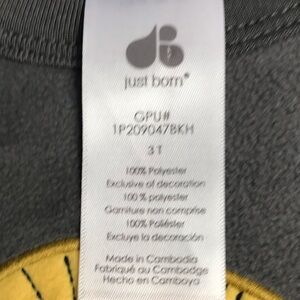 just born®
GPU#
1P209047BKH
3T
100% Polyester
Exclusive of decoration
100 % polyester
Garniture non comprise
100% Poliéster
Excluye la decoración
Made in Cambodia
Fabriqué au Cambodge
Hecho en Camboya